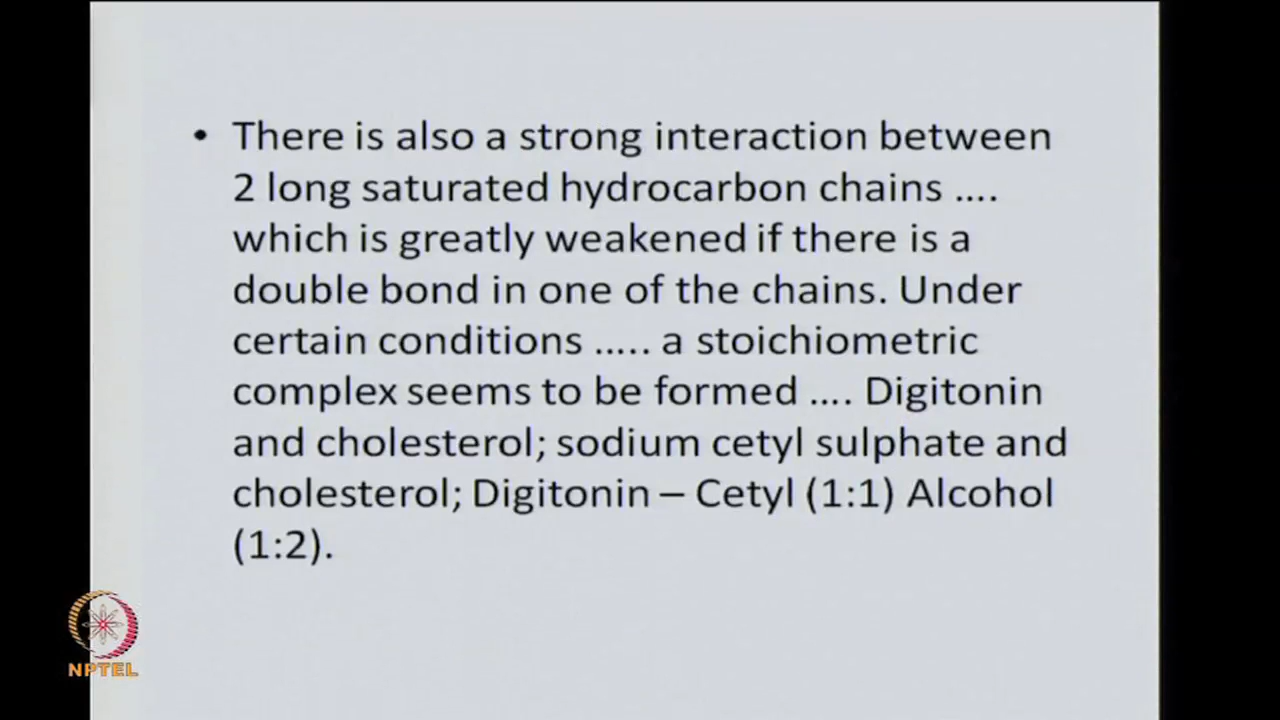 • There is also a strong interaction between
2 long saturated hydrocarbon chains ….
which is greatly weakened if there is a
double bond in one of the chains. Under
certain conditions ….. a stoichiometric
complex seems to be formed …. Digitonin
and cholesterol; sodium cetyl sulphate and
cholesterol; Digitonin – Cetyl (1:1) Alcohol
(1:2).
NPTEL